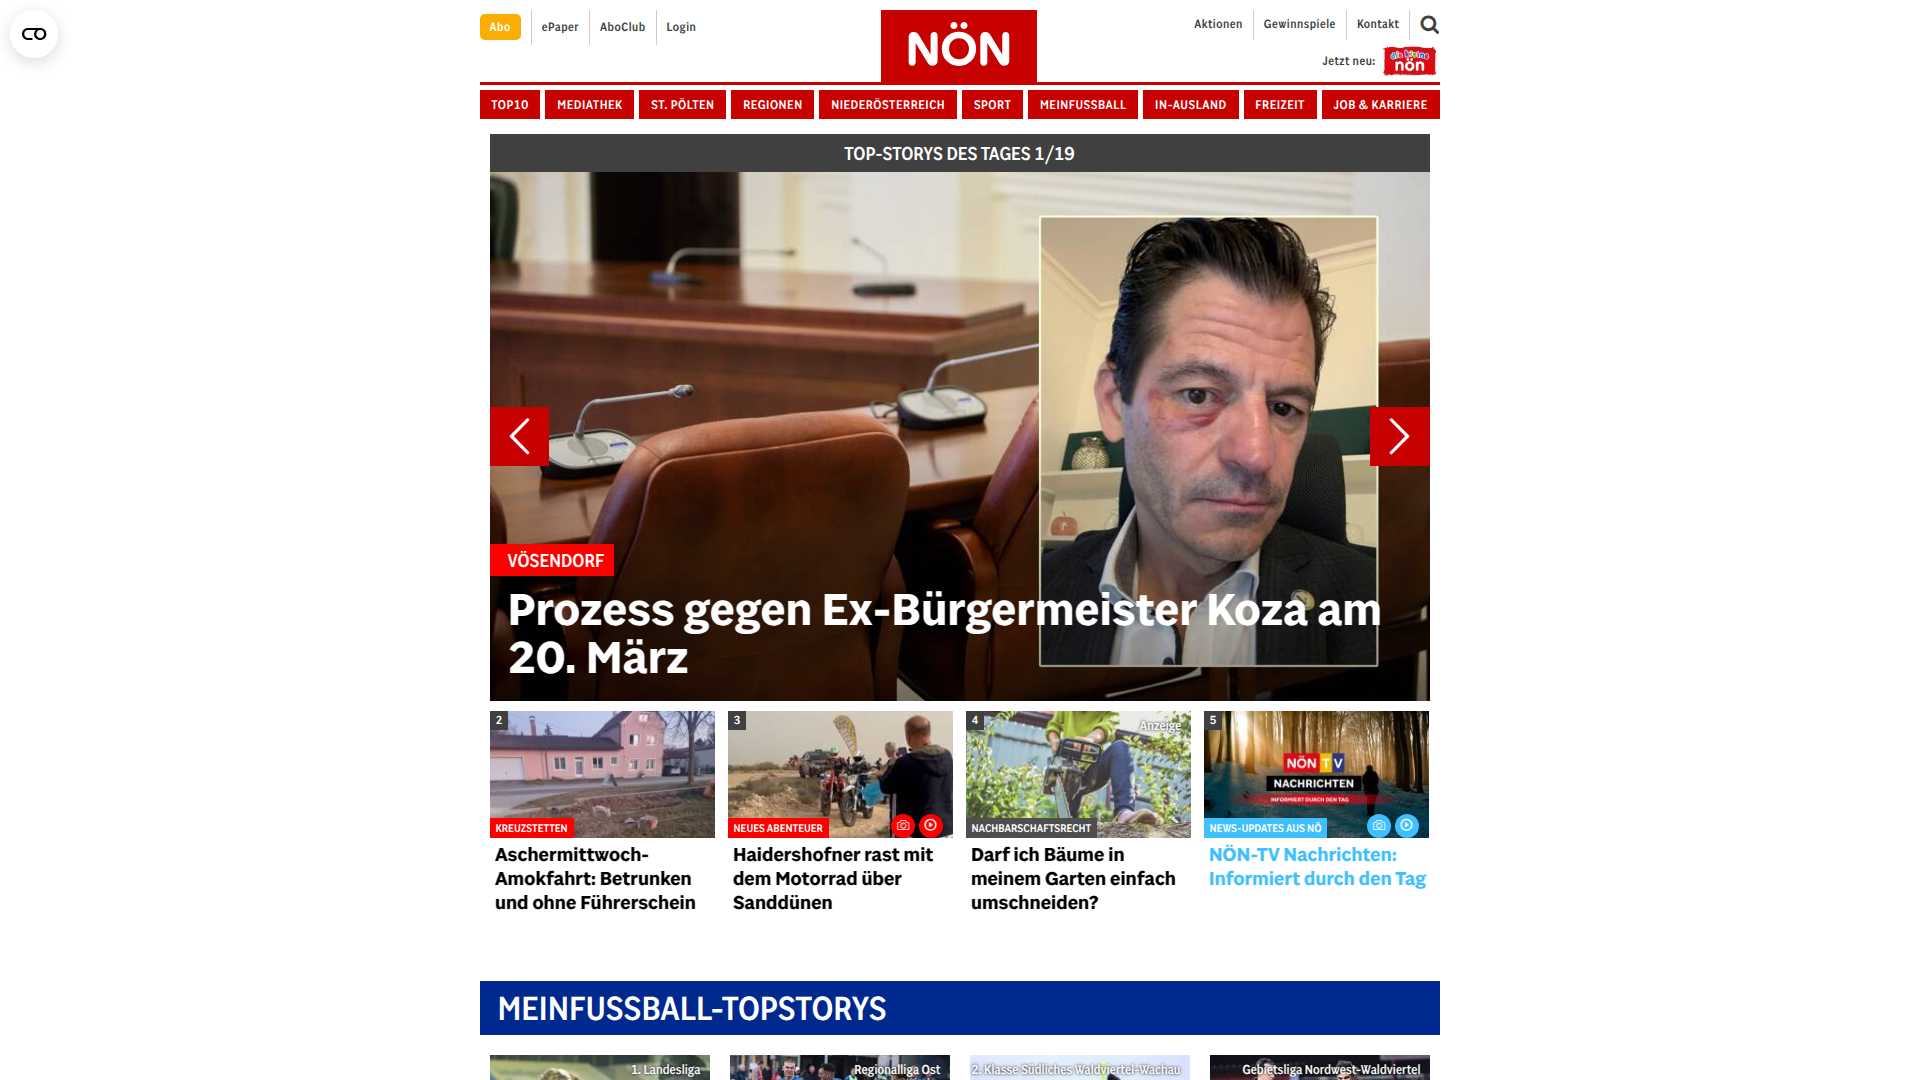 Abo
ePaper
AboClub
Login
NÖN
Aktionen
Gewinnspiele
Kontakt
Jetzt neu:
die kleine
nön
TOP10
MEDIATHEK
ST. PÖLTEN
REGIONEN
NIEDERÖSTERREICH
SPORT
MEINFUSSBALL
IN-AUSLAND
FREIZEIT
JOB & KARRIERE
TOP-STORYS DES TAGES 1/19
VÖSENDORF
Prozess gegen Ex-Bürgermeister Koza am
20. März
2
KREUZSTETTEN
Aschermittwoch-
Amokfahrt: Betrunken
und ohne Führerschein
3
NEUES ABENTEUER
Haidershofner rast mit
dem Motorrad über
Sanddünen
4
Anzeige
NACHBARSCHAFTSRECHT
Darf ich Bäume in
meinem Garten einfach
umschneiden?
5
NÖN TV
NACHRICHTEN
INFORMIERT DURCH DEN TAG
NEWS-UPDATES AUS NÖ
NÖN-TV Nachrichten:
Informiert durch den Tag
MEINFUSSBALL-TOPSTORYS
1. Landesliga
Regionalliga Ost
2. Klasse Südliches Waldviertel-Wachau
Gebietsliga Nordwest-Waldviertel